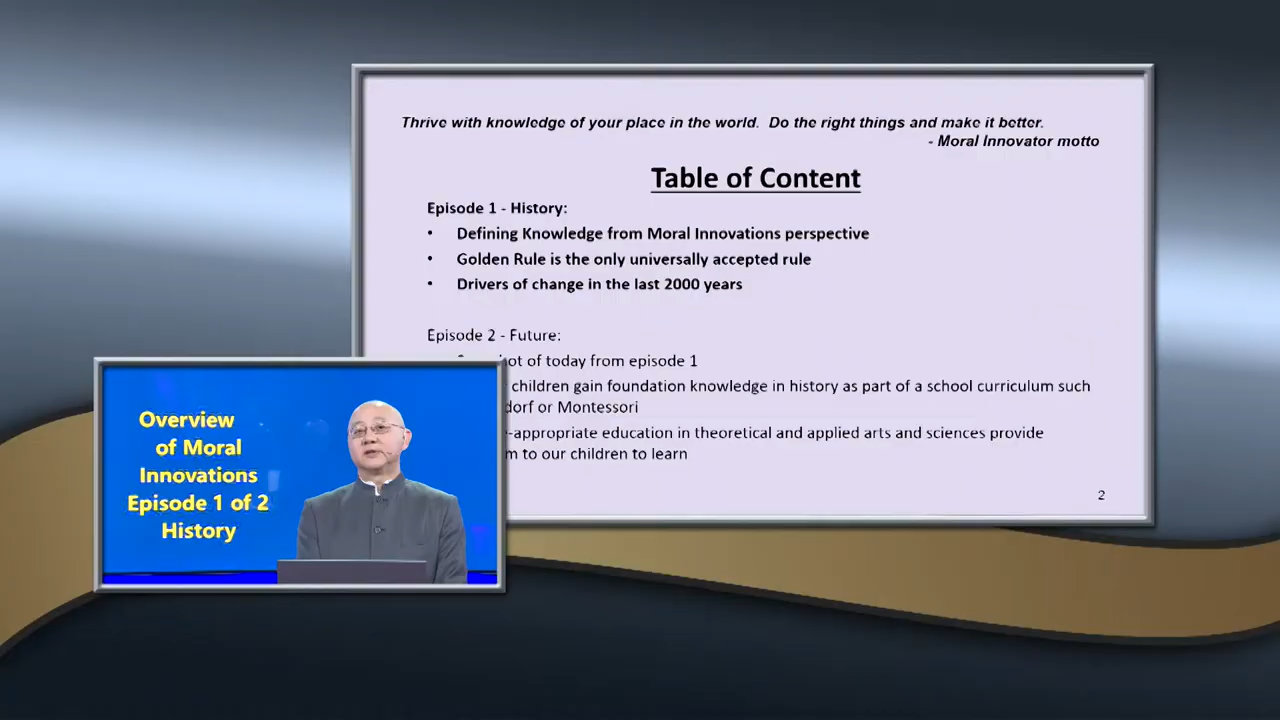 Thrive with knowledge of your place in the world. Do the right things and make it better.
- Moral Innovator motto
Table of Content
Episode 1 - History:
• Defining Knowledge from Moral Innovations perspective
• Golden Rule is the only universally accepted rule
• Drivers of change in the last 2000 years
Episode 2 - Future:
of today from episode 1
children gain foundation knowledge in history as part of a school curriculum such
or Montessori
-appropriate education in theoretical and applied arts and sciences provide
to our children to learn
2
Overview
of Moral
Innovations
Episode 1 of 2
History